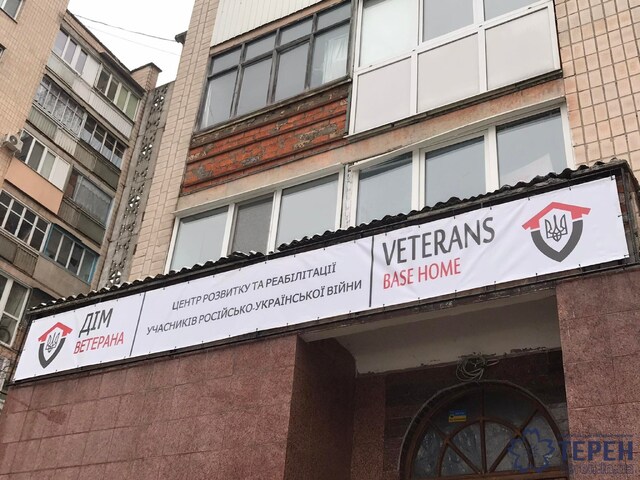 ДІМ
ВЕТЕРАНА
ЦЕНТР РОЗВИТКУ ТА РЕАБІЛІТАЦІЇ
УЧАСНИКІВ РОСІЙСЬКО-УКРАЇНСЬКОЇ ВІЙНИ
VETERANS
BASE HOME
ТЕРЕН